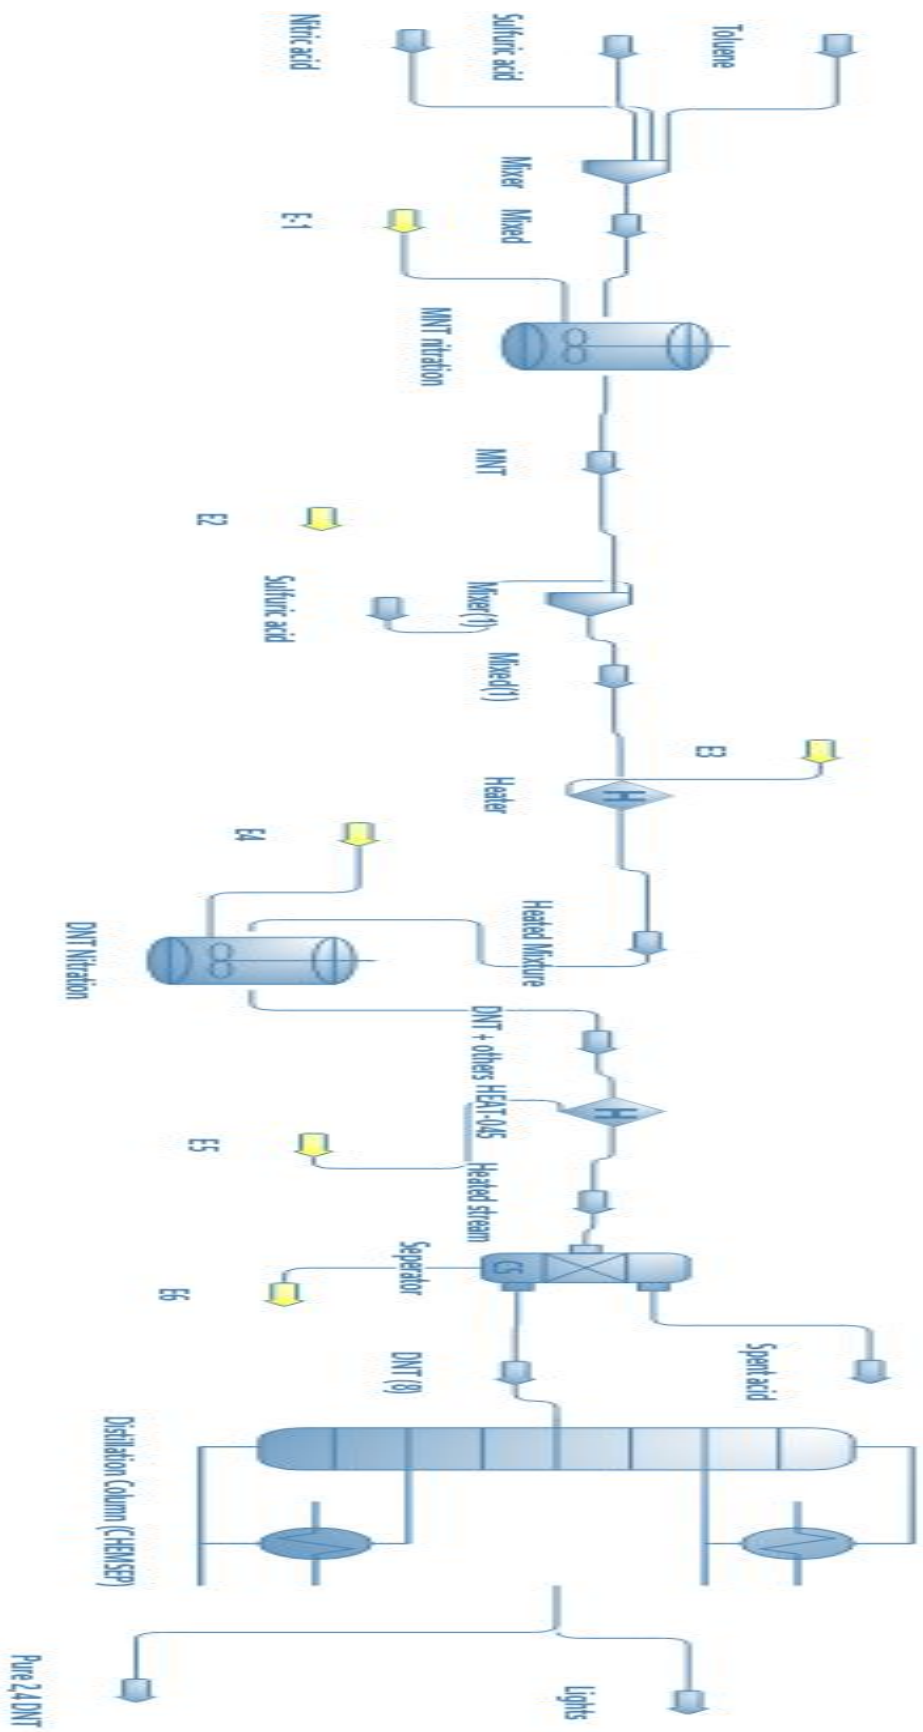 Toluene
Sulfuric acid
Nitric acid
Mixer
Mixed
E-1
MNT nitration
MNT
E2
Sulfuric acid
Mixer(1)
Mixed(1)
E3
Heater
E4
Heated Mixture
DNT Nitration
DNT + others
HEAT-045
E5
Heated stream
Seperator
CS
E6
Spent acid
DNT (8)
Distillation Column (CHEMSEP)
Lights
Pure 2,4 DNT
H
H